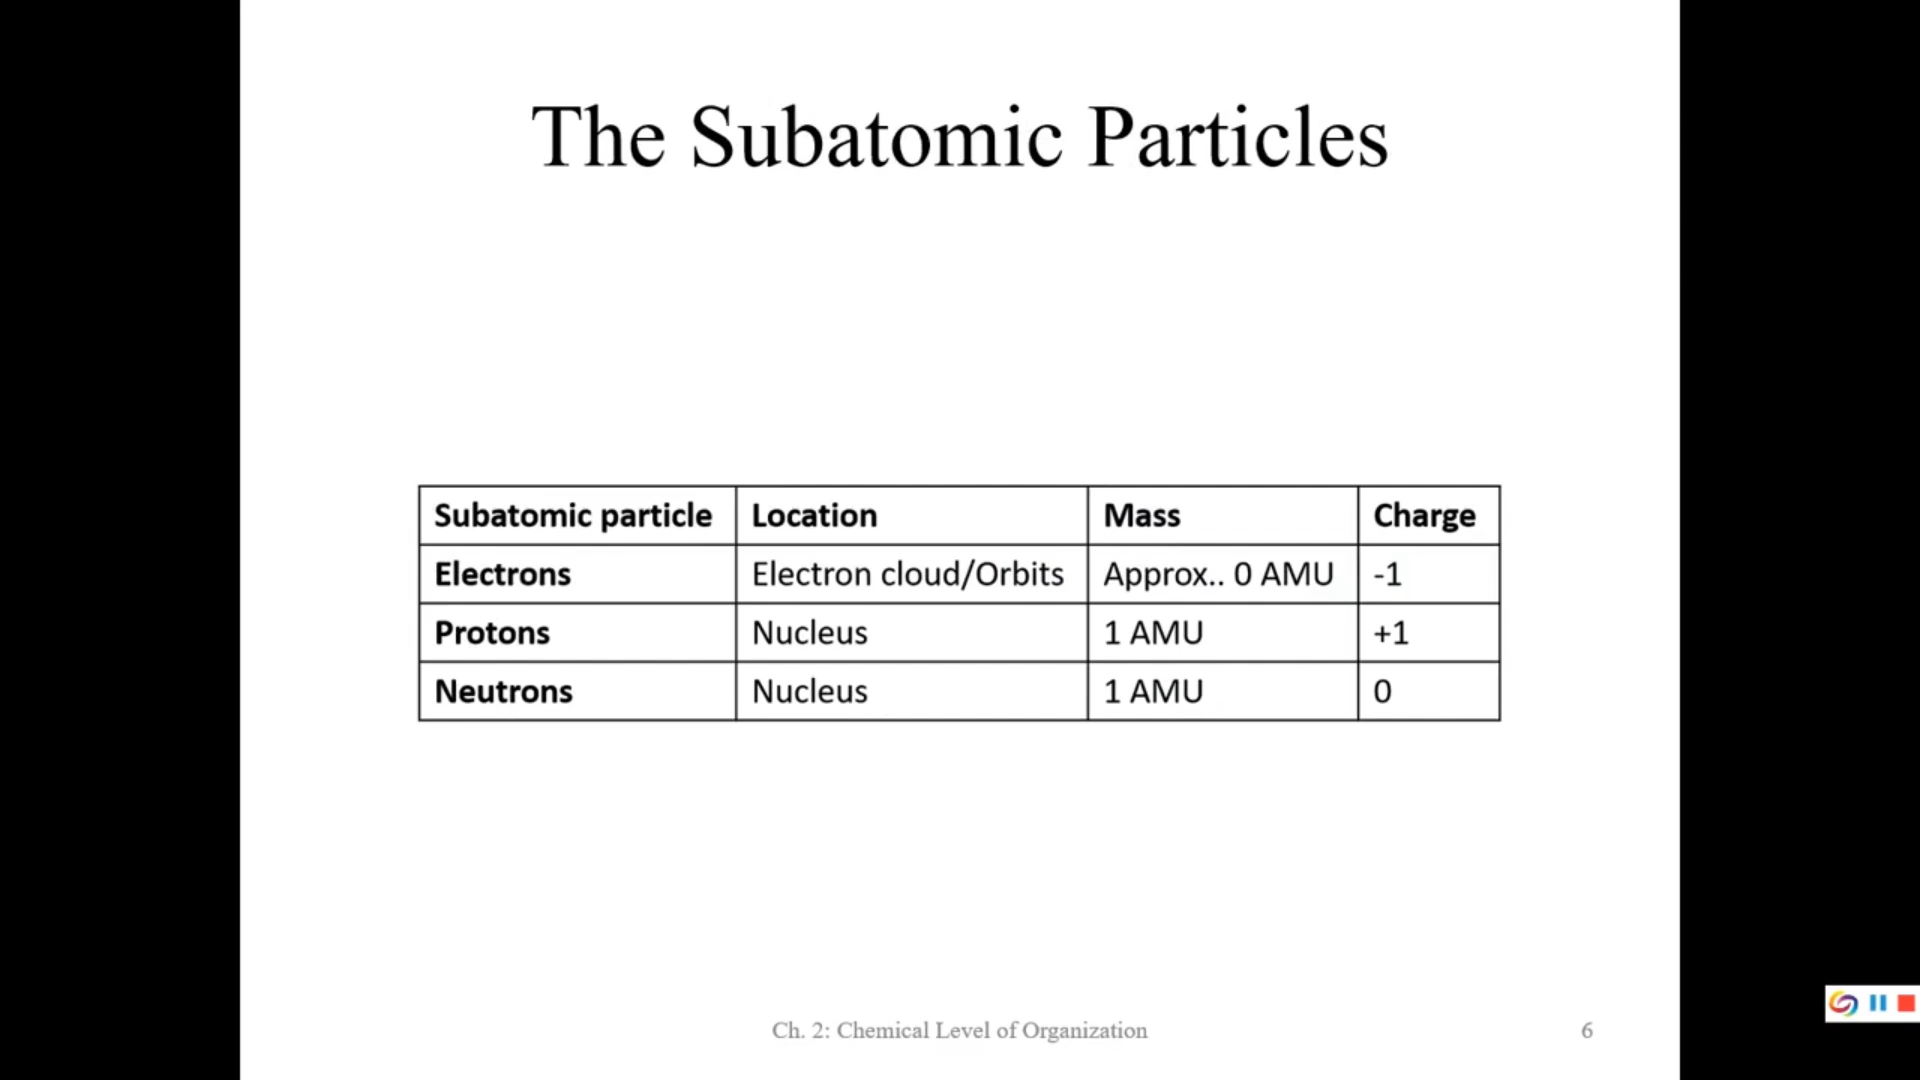 The Subatomic Particles
Subatomic particle Location Mass Charge
Electrons Electron cloud/Orbits Approx.. 0 AMU -1
Protons Nucleus 1 AMU +1
Neutrons Nucleus 1 AMU 0
Ch. 2: Chemical Level of Organization 6